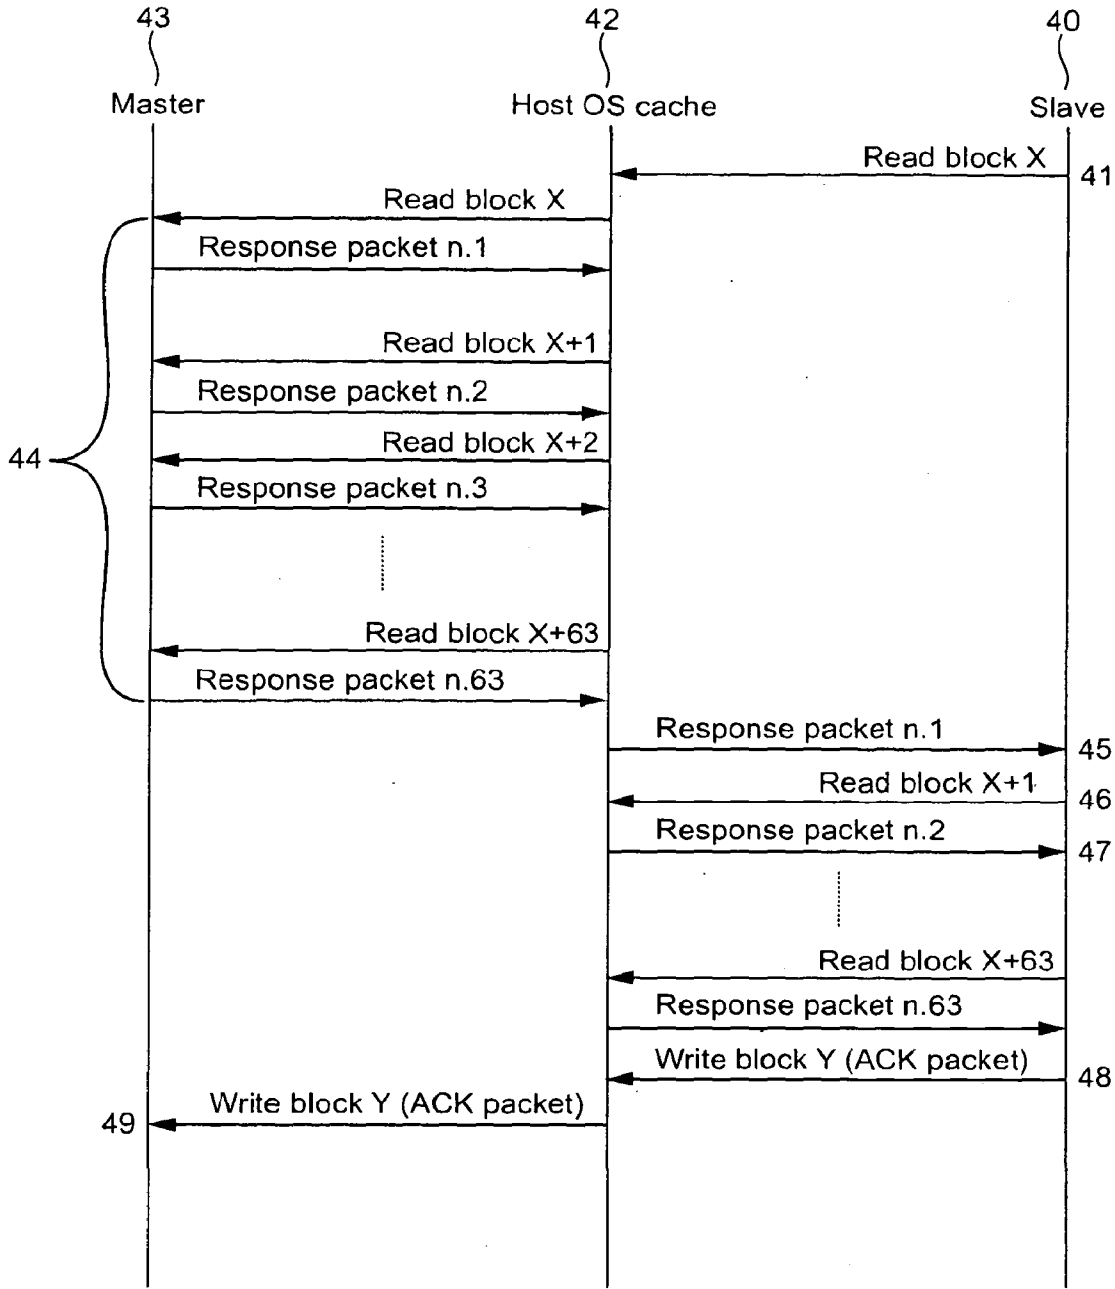 43
42
40
Master
Host OS cache
Slave
Read block X
41
Read block X
Response packet n.1
Read block X+1
Response packet n.2
Read block X+2
44
Response packet n.3
Read block X+63
Response packet n.63
Response packet n.1
45
Read block X+1
46
Response packet n.2
47
Read block X+63
Response packet n.63
Write block Y (ACK packet)
48
Write block Y (ACK packet)
49